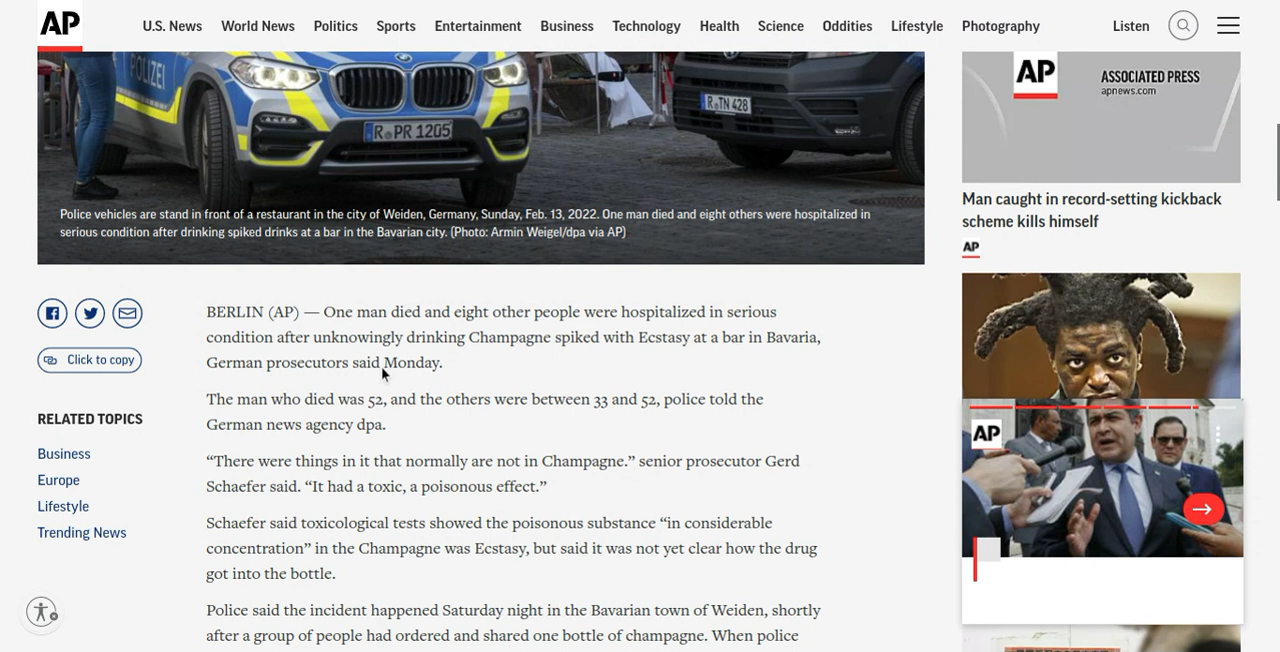 AP
U.S. News World News Politics Sports Entertainment Business Technology Health Science Oddities Lifestyle Photography Listen
POLIZEI
R PR 1205
R TN 428
Police vehicles are stand in front of a restaurant in the city of Weiden, Germany, Sunday, Feb. 13, 2022. One man died and eight others were hospitalized in
serious condition after drinking spiked drinks at a bar in the Bavarian city. (Photo: Armin Weigel/dpa via AP)
Click to copy
RELATED TOPICS
Business
Europe
Lifestyle
Trending News
BERLIN (AP) — One man died and eight other people were hospitalized in serious
condition after unknowingly drinking Champagne spiked with Ecstasy at a bar in Bavaria,
German prosecutors said Monday.
The man who died was 52, and the others were between 33 and 52, police told the
German news agency dpa.
“There were things in it that normally are not in Champagne.” senior prosecutor Gerd
Schaefer said. “It had a toxic, a poisonous effect.”
Schaefer said toxicological tests showed the poisonous substance “in considerable
concentration” in the Champagne was Ecstasy, but said it was not yet clear how the drug
got into the bottle.
Police said the incident happened Saturday night in the Bavarian town of Weiden, shortly
after a group of people had ordered and shared one bottle of champagne. When police
AP
ASSOCIATED PRESS
apnews.com
Man caught in record-setting kickback
scheme kills himself
AP
AP